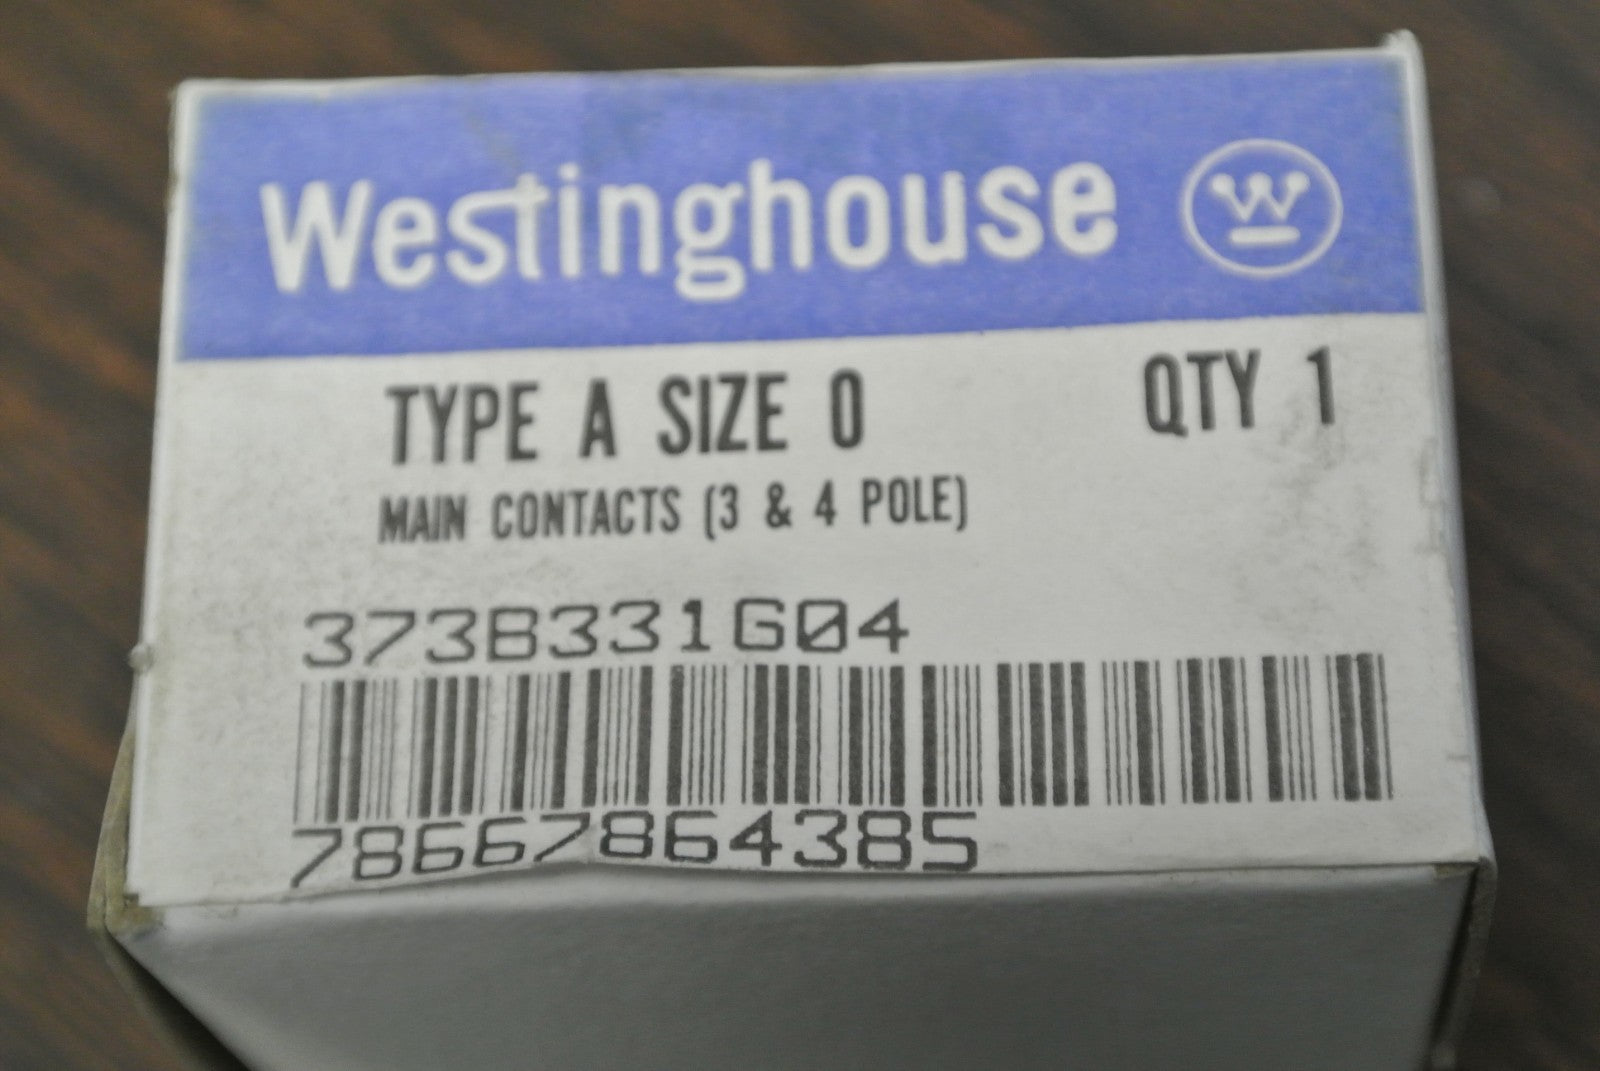 Westinghouse W
TYPE A SIZE 0 QTY 1
MAIN CONTACTS (3 & 4 POLE)
373B331G04
78667864385